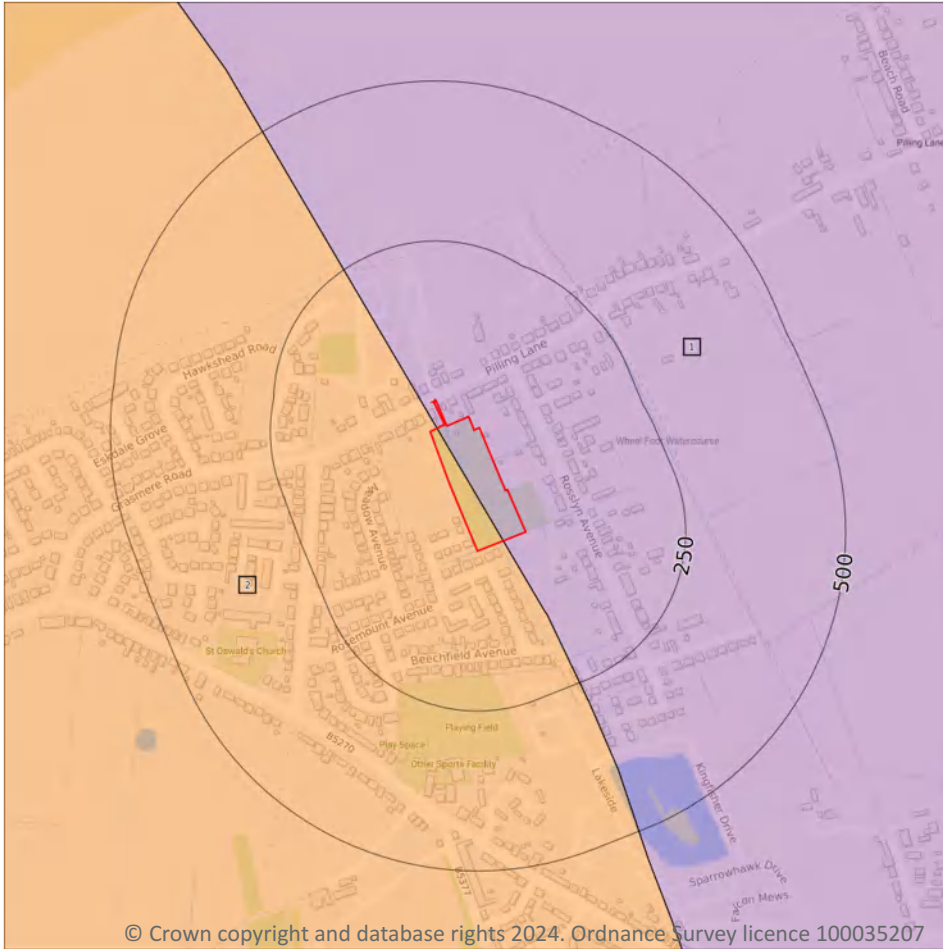 Beach Road
Pilling Lane
1
Pilling Lane
Hawkshead Road
Wheel Foot Watercourse
Eskdale Grove
Grasmere Road
Meadow Avenue
Rosslyn Avenue
250
500
2
Rosemount Avenue
St Oswald's Church
Beechfield Avenue
Playing Field
B5270
Play Space
Other Sports Facility
Lakeside
Kingfisher Drive
Sparrowhawk Drive
B5377
Falcon Mews
© Crown copyright and database rights 2024. Ordnance Survey licence 100035207